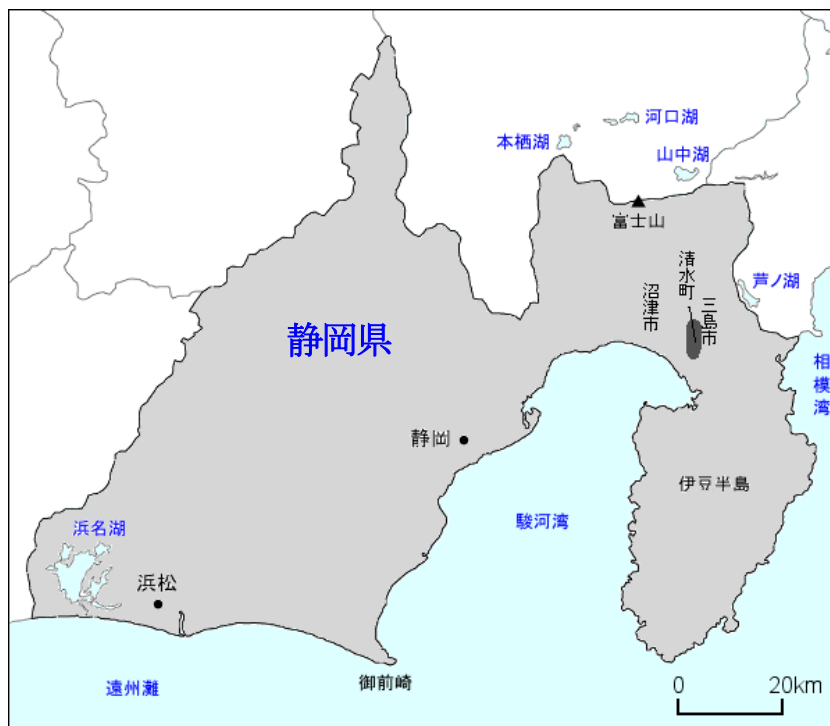 河口湖
本栖湖
山中湖
富士山
清水町
芦ノ湖
沼津市
三島市
静岡県
相模湾
静岡
伊豆半島
駿河湾
浜名湖
浜松
御前崎
遠州灘
0 20km